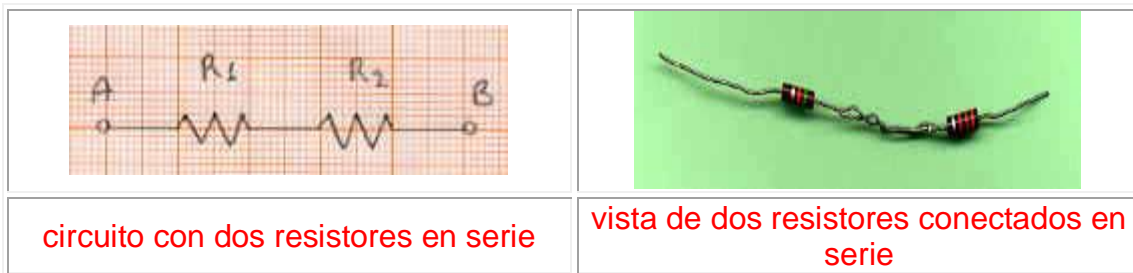 R1
R2
A
B
circuito con dos resistores en serie
vista de dos resistores conectados en
serie